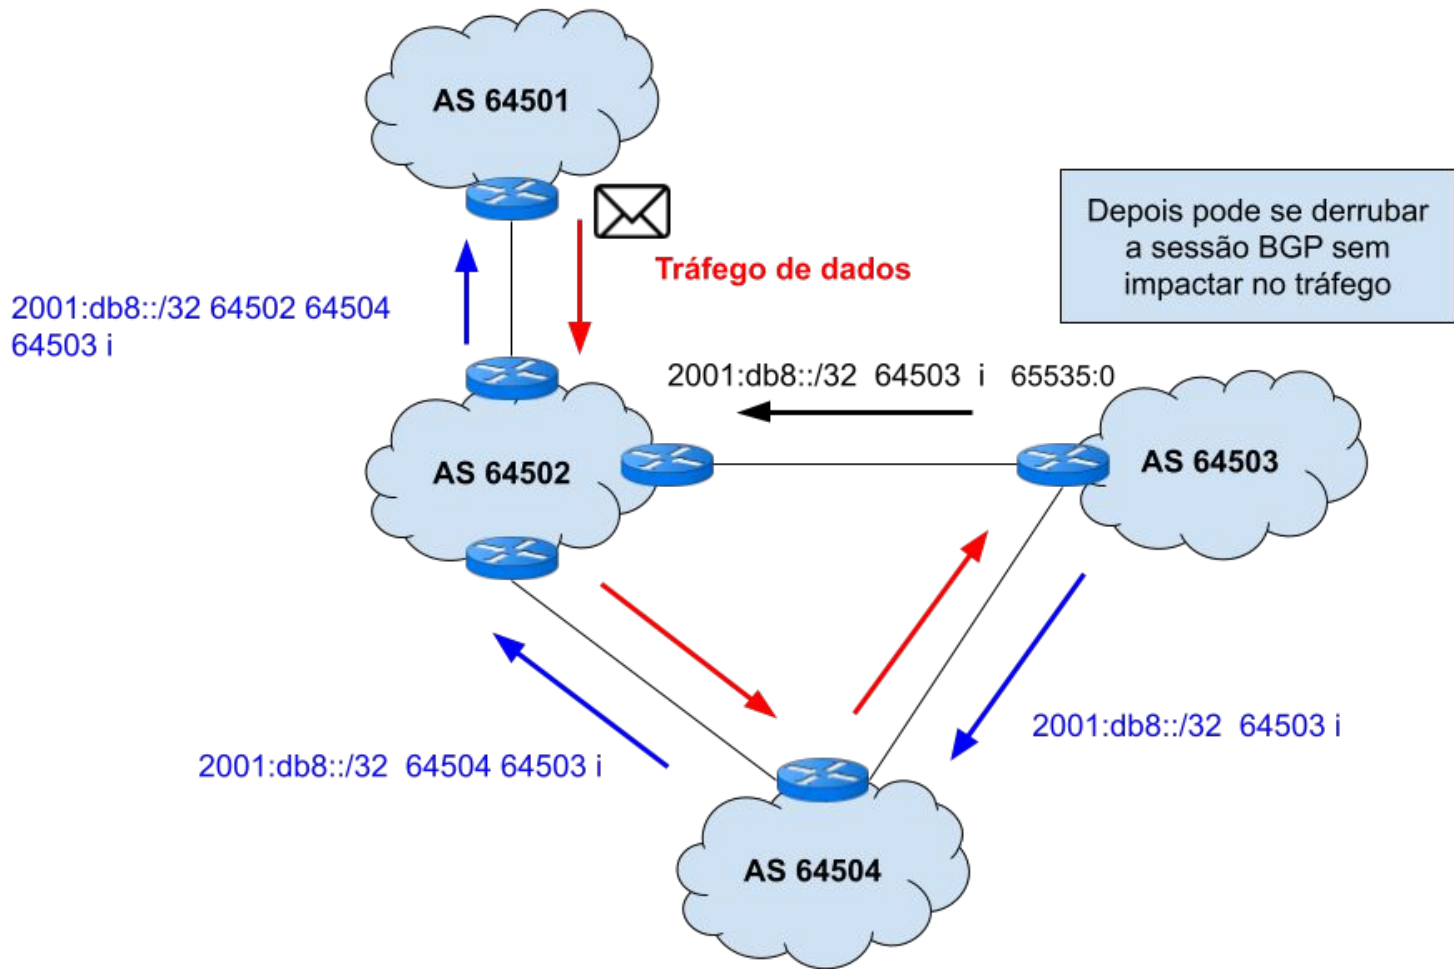 AS 64501
Depois pode se derrubar
a sessão BGP sem
impactar no tráfego
Tráfego de dados
2001:db8::/32 64502 64504
64503 i
2001:db8::/32  64503  i   65535:0
AS 64502
AS 64503
2001:db8::/32  64503 i
2001:db8::/32  64504 64503 i
AS 64504